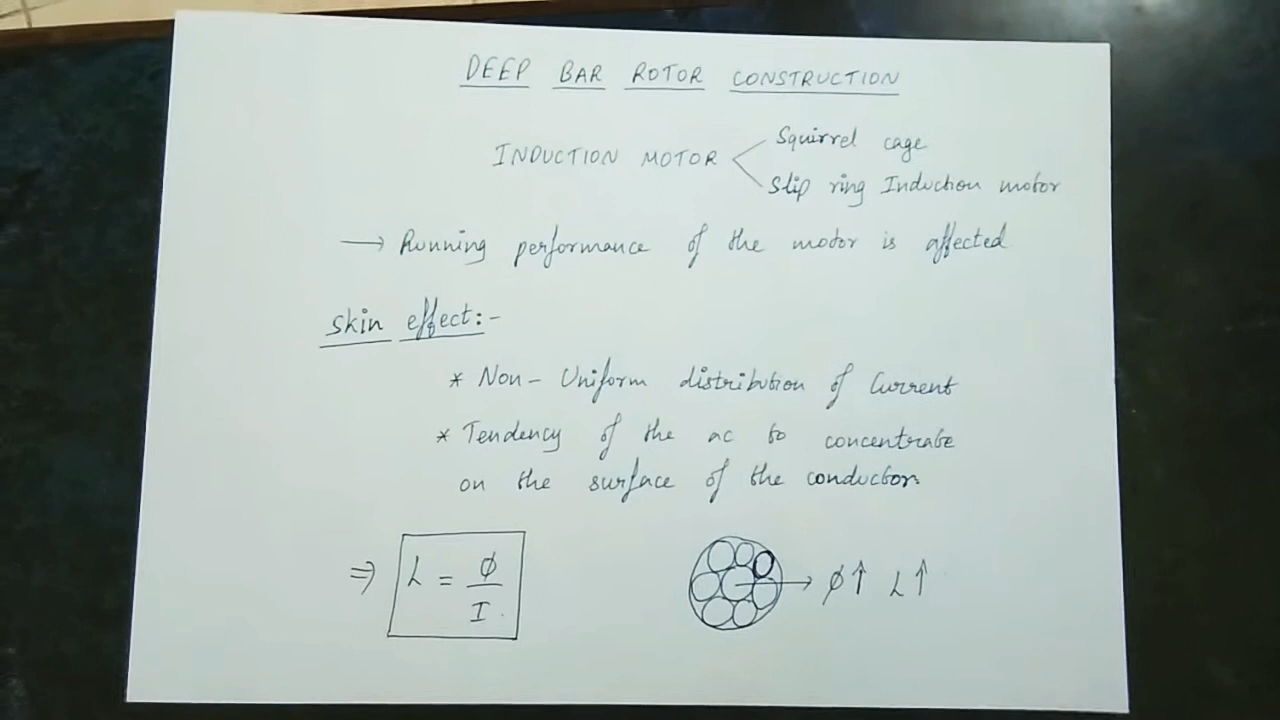 DEEP BAR ROTOR CONSTRUCTION
INDUCTION MOTOR
Squirrel cage
Slip ring Induction motor
→ Running performance of the motor is affected
Skin effect:-
* Non-Uniform distribution of Current
* Tendency of the ac to concentrate
on the surface of the conductor.
⇒ L = ϕ / I
ϕ↑ L↑